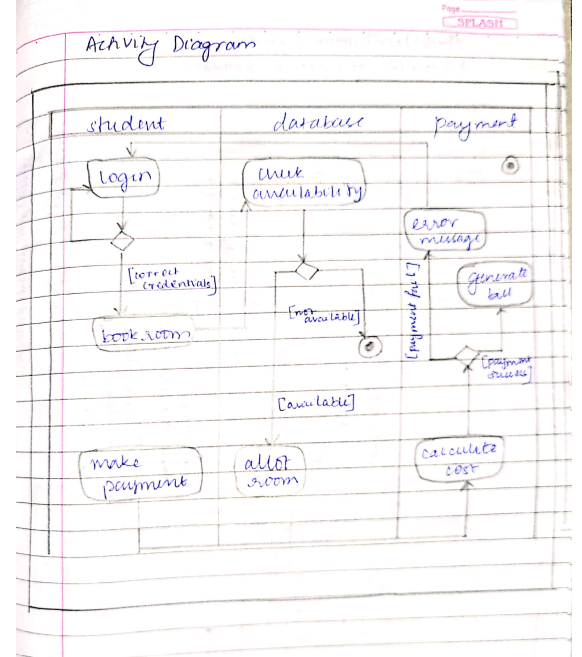 Page
SPLASH
Activity Diagram
student
database
payment
login
check
availability
error
message
generate
bill
[correct
credentials]
[payment fail]
[not
available]
book room
[payment
success]
[available]
make
payment
allot
room
calculate
cost